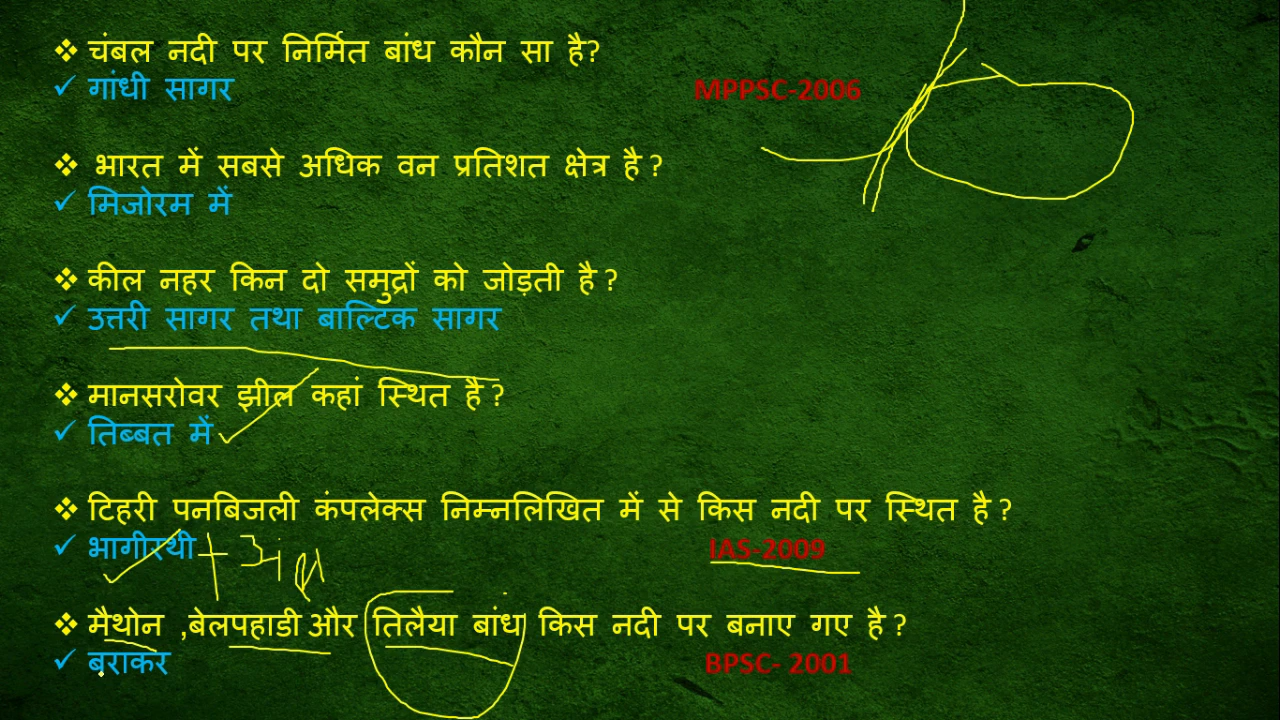 ❖ चंबल नदी पर निर्मित बांध कौन सा है?
✓ गांधी सागर MPPSC-2006
❖ भारत में सबसे अधिक वन प्रतिशत क्षेत्र है ?
✓ मिजोरम में
❖ कील नहर किन दो समुद्रों को जोड़ती है ?
✓ उत्तरी सागर तथा बाल्टिक सागर
❖ मानसरोवर झील कहां स्थित है ?
✓ तिब्बत में
❖ टिहरी पनबिजली कंपलेक्स निम्नलिखित में से किस नदी पर स्थित है ?
✓ भागीरथी IAS-2009
❖ मैथोन ,बेलपहाडी और तिलैया बांध किस नदी पर बनाए गए है ?
✓ बराकर BPSC- 2001